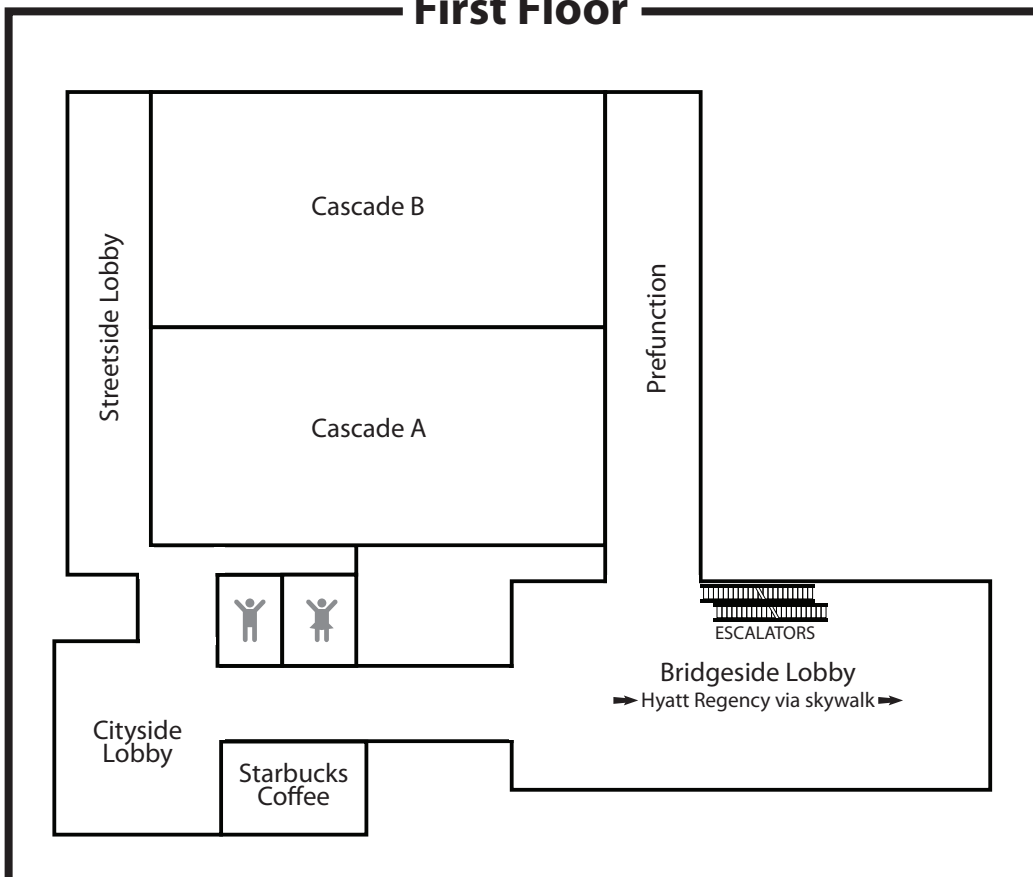 First Floor
Cascade B
Streetside Lobby
Prefunction
Cascade A
ESCALATORS
Bridgeside Lobby
Hyatt Regency via skywalk
Cityside
Lobby
Starbucks
Coffee